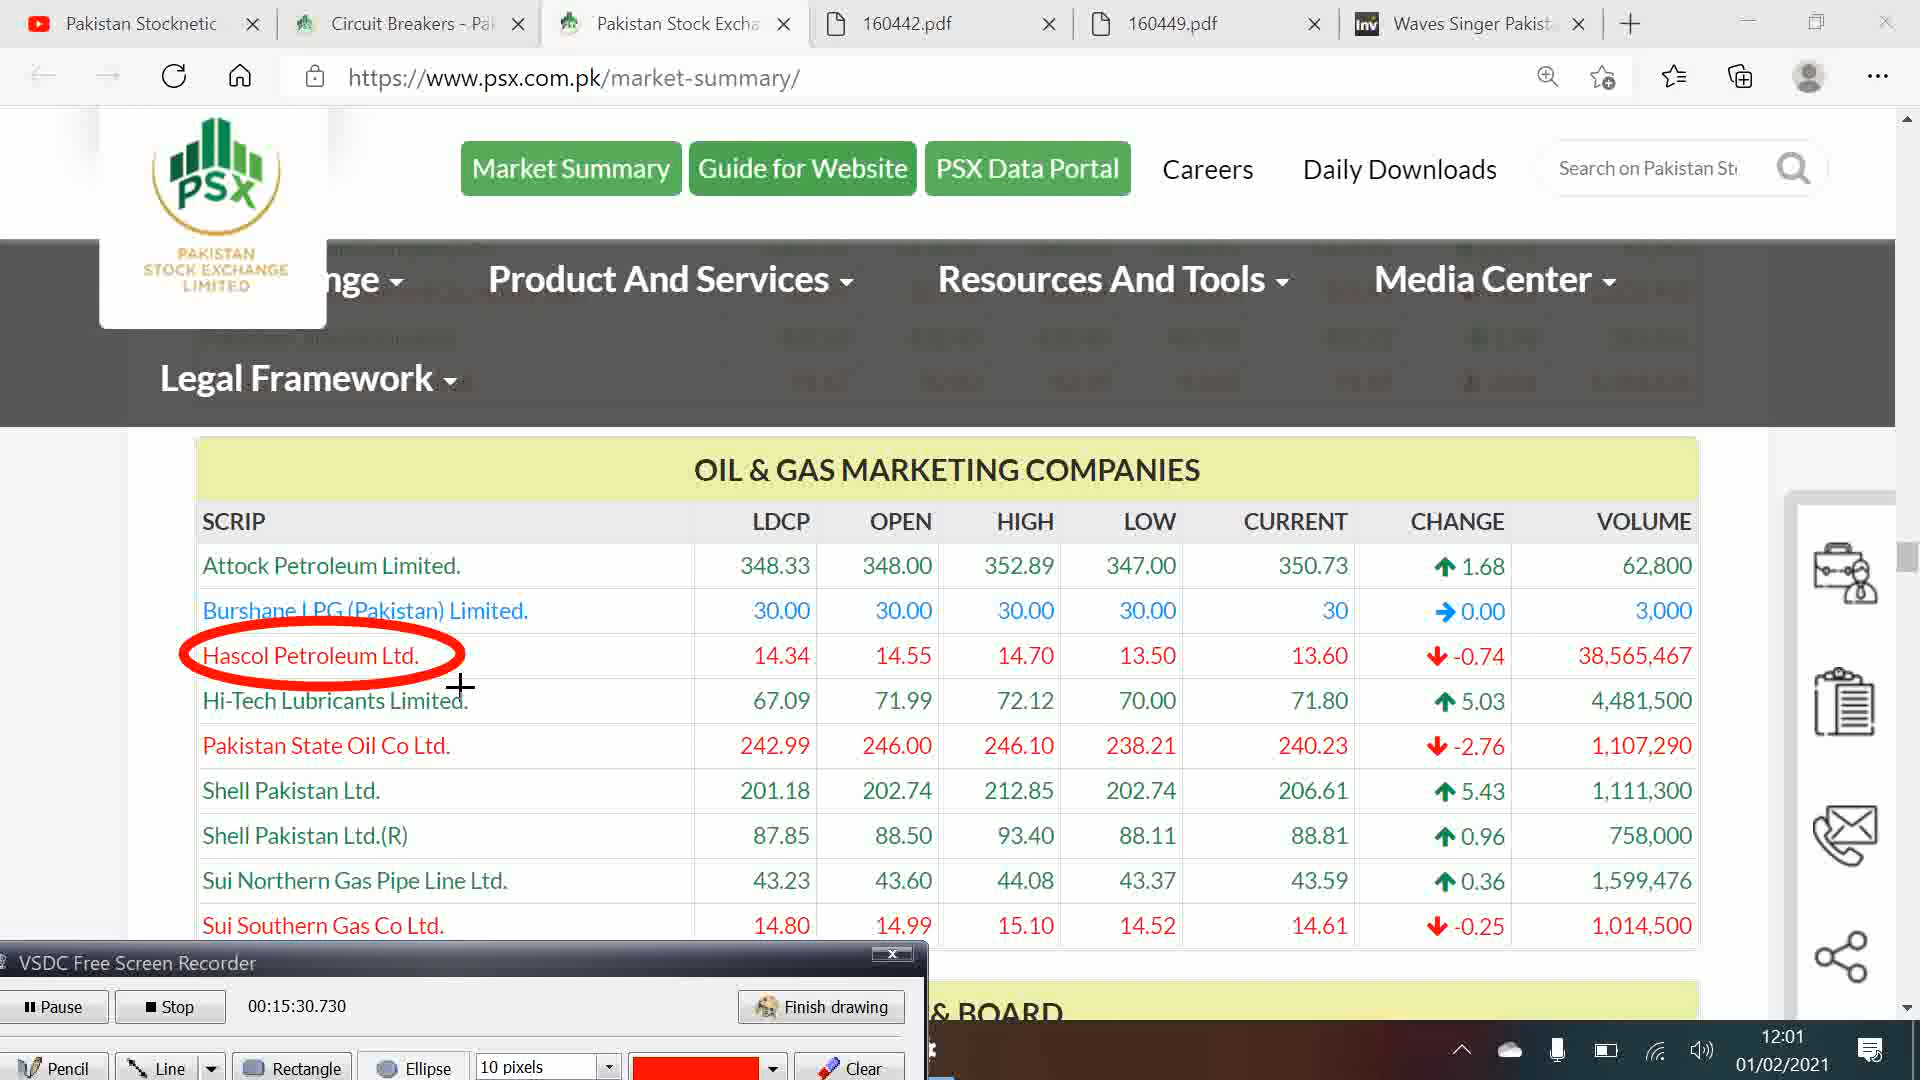 Pakistan Stocknetic
Circuit Breakers - Pak
Pakistan Stock Excha
160442.pdf
160449.pdf
Inv Waves Singer Pakist
https://www.psx.com.pk/market-summary/
PSX
PAKISTAN
STOCK EXCHANGE
LIMITED
Market Summary
Guide for Website
PSX Data Portal
Careers
Daily Downloads
Search on Pakistan Sto
nge
Product And Services
Resources And Tools
Media Center
Legal Framework
OIL & GAS MARKETING COMPANIES
SCRIP LDCP OPEN HIGH LOW CURRENT CHANGE VOLUME
Attock Petroleum Limited. 348.33 348.00 352.89 347.00 350.73 1.68 62,800
Burshane LPG (Pakistan) Limited. 30.00 30.00 30.00 30.00 30 0.00 3,000
Hascol Petroleum Ltd. 14.34 14.55 14.70 13.50 13.60 -0.74 38,565,467
Hi-Tech Lubricants Limited. 67.09 71.99 72.12 70.00 71.80 5.03 4,481,500
Pakistan State Oil Co Ltd. 242.99 246.00 246.10 238.21 240.23 -2.76 1,107,290
Shell Pakistan Ltd. 201.18 202.74 212.85 202.74 206.61 5.43 1,111,300
Shell Pakistan Ltd.(R) 87.85 88.50 93.40 88.11 88.81 0.96 758,000
Sui Northern Gas Pipe Line Ltd. 43.23 43.60 44.08 43.37 43.59 0.36 1,599,476
Sui Southern Gas Co Ltd. 14.80 14.99 15.10 14.52 14.61 -0.25 1,014,500
& BOARD
VSDC Free Screen Recorder
Pause
Stop
00:15:30.730
Finish drawing
Pencil
Line
Rectangle
Ellipse
10 pixels
Clear
12:01
01/02/2021